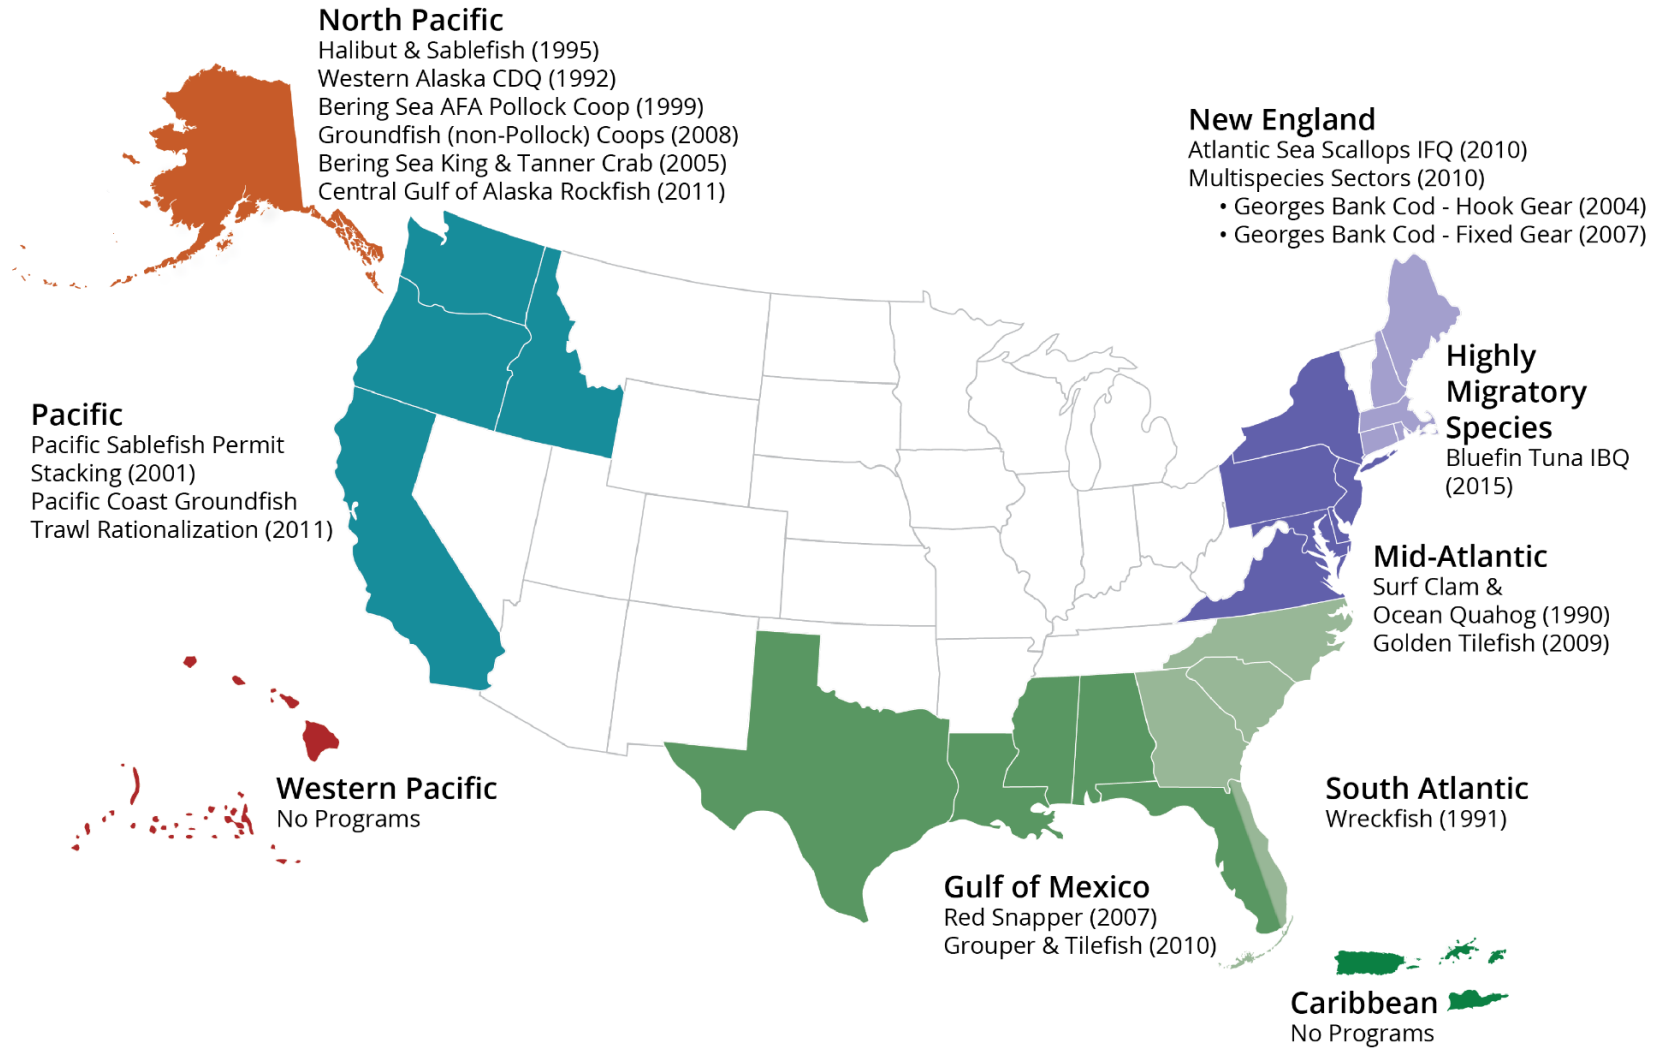 North Pacific
Halibut & Sablefish (1995)
Western Alaska CDQ (1992)
Bering Sea AFA Pollock Coop (1999)
Groundfish (non-Pollock) Coops (2008)
Bering Sea King & Tanner Crab (2005)
Central Gulf of Alaska Rockfish (2011)
New England
Atlantic Sea Scallops IFQ (2010)
Multispecies Sectors (2010)
• Georges Bank Cod - Hook Gear (2004)
• Georges Bank Cod - Fixed Gear (2007)
Highly
Migratory
Species
Bluefin Tuna IBQ
(2015)
Pacific
Pacific Sablefish Permit
Stacking (2001)
Pacific Coast Groundfish
Trawl Rationalization (2011)
Mid-Atlantic
Surf Clam &
Ocean Quahog (1990)
Golden Tilefish (2009)
Western Pacific
No Programs
South Atlantic
Wreckfish (1991)
Gulf of Mexico
Red Snapper (2007)
Grouper & Tilefish (2010)
Caribbean
No Programs